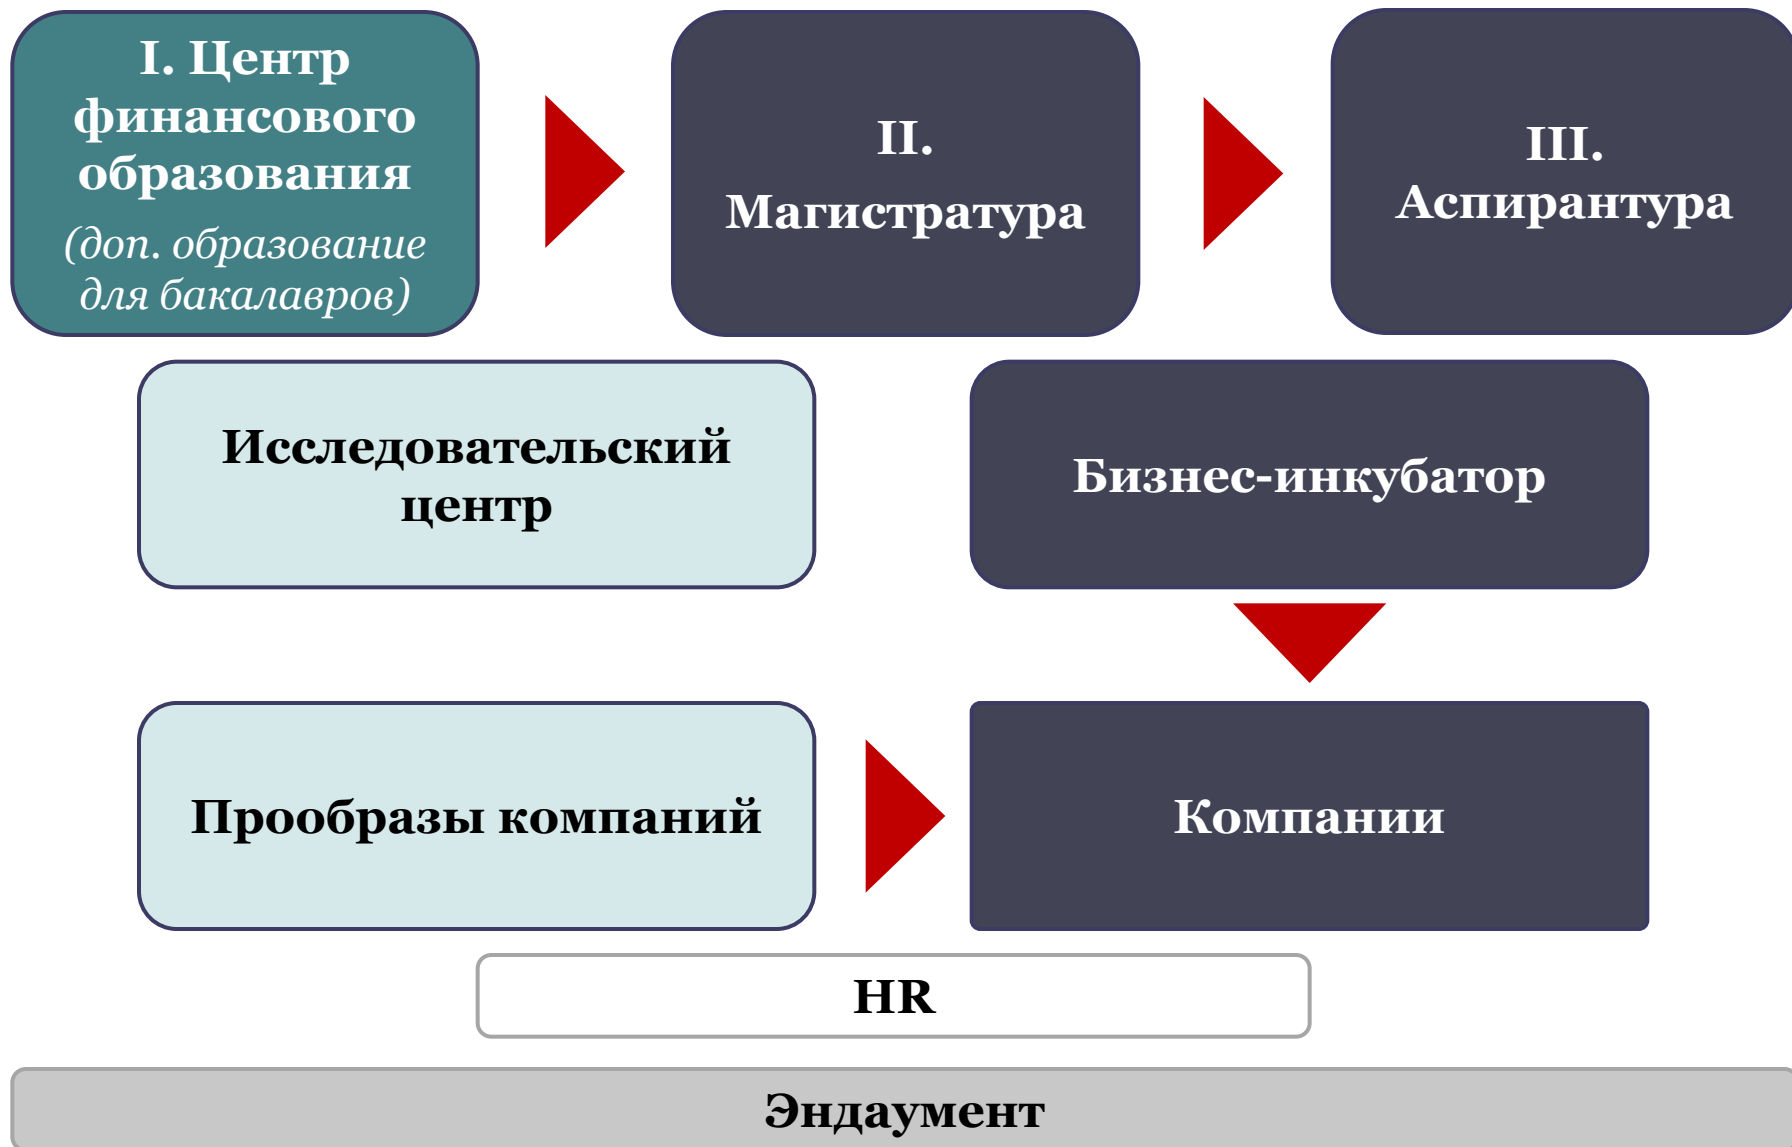 I. Центр
финансового
образования
(доп. образование
для бакалавров)
II.
Магистратура
III.
Аспирантура
Исследовательский
центр
Бизнес-инкубатор
Прообразы компаний
Компании
HR
Эндаумент